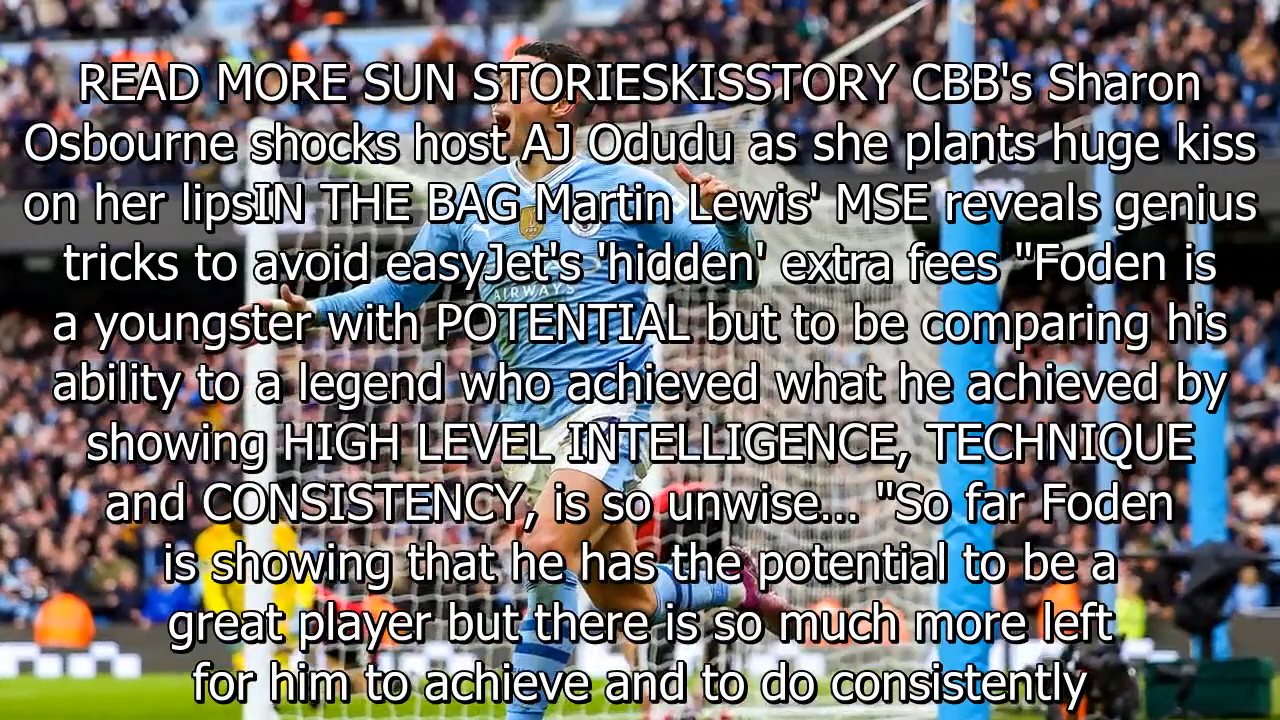 READ MORE SUN STORIESKISSTORY CBB's Sharon
Osbourne shocks host AJ Odudu as she plants huge kiss
on her lipsIN THE BAG Martin Lewis' MSE reveals genius
tricks to avoid easyJet's 'hidden' extra fees "Foden is
a youngster with POTENTIAL but to be comparing his
ability to a legend who achieved what he achieved by
showing HIGH LEVEL INTELLIGENCE, TECHNIQUE
and CONSISTENCY, is so unwise... "So far Foden
is showing that he has the potential to be a
great player but there is so much more left
for him to achieve and to do consistently
AIRWAYS